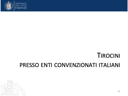 TIROCINI
PRESSO ENTI CONVENZIONATI ITALIANI